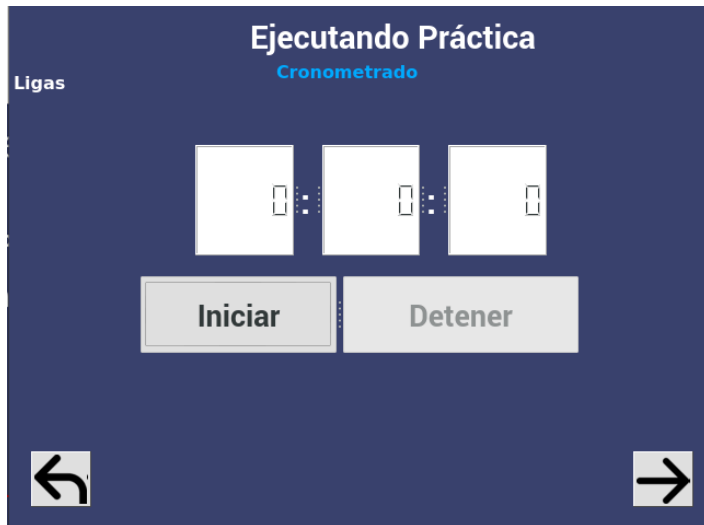 Ejecutando Práctica
Cronometrado
Ligas
0 : 0 : 0
Iniciar Detener